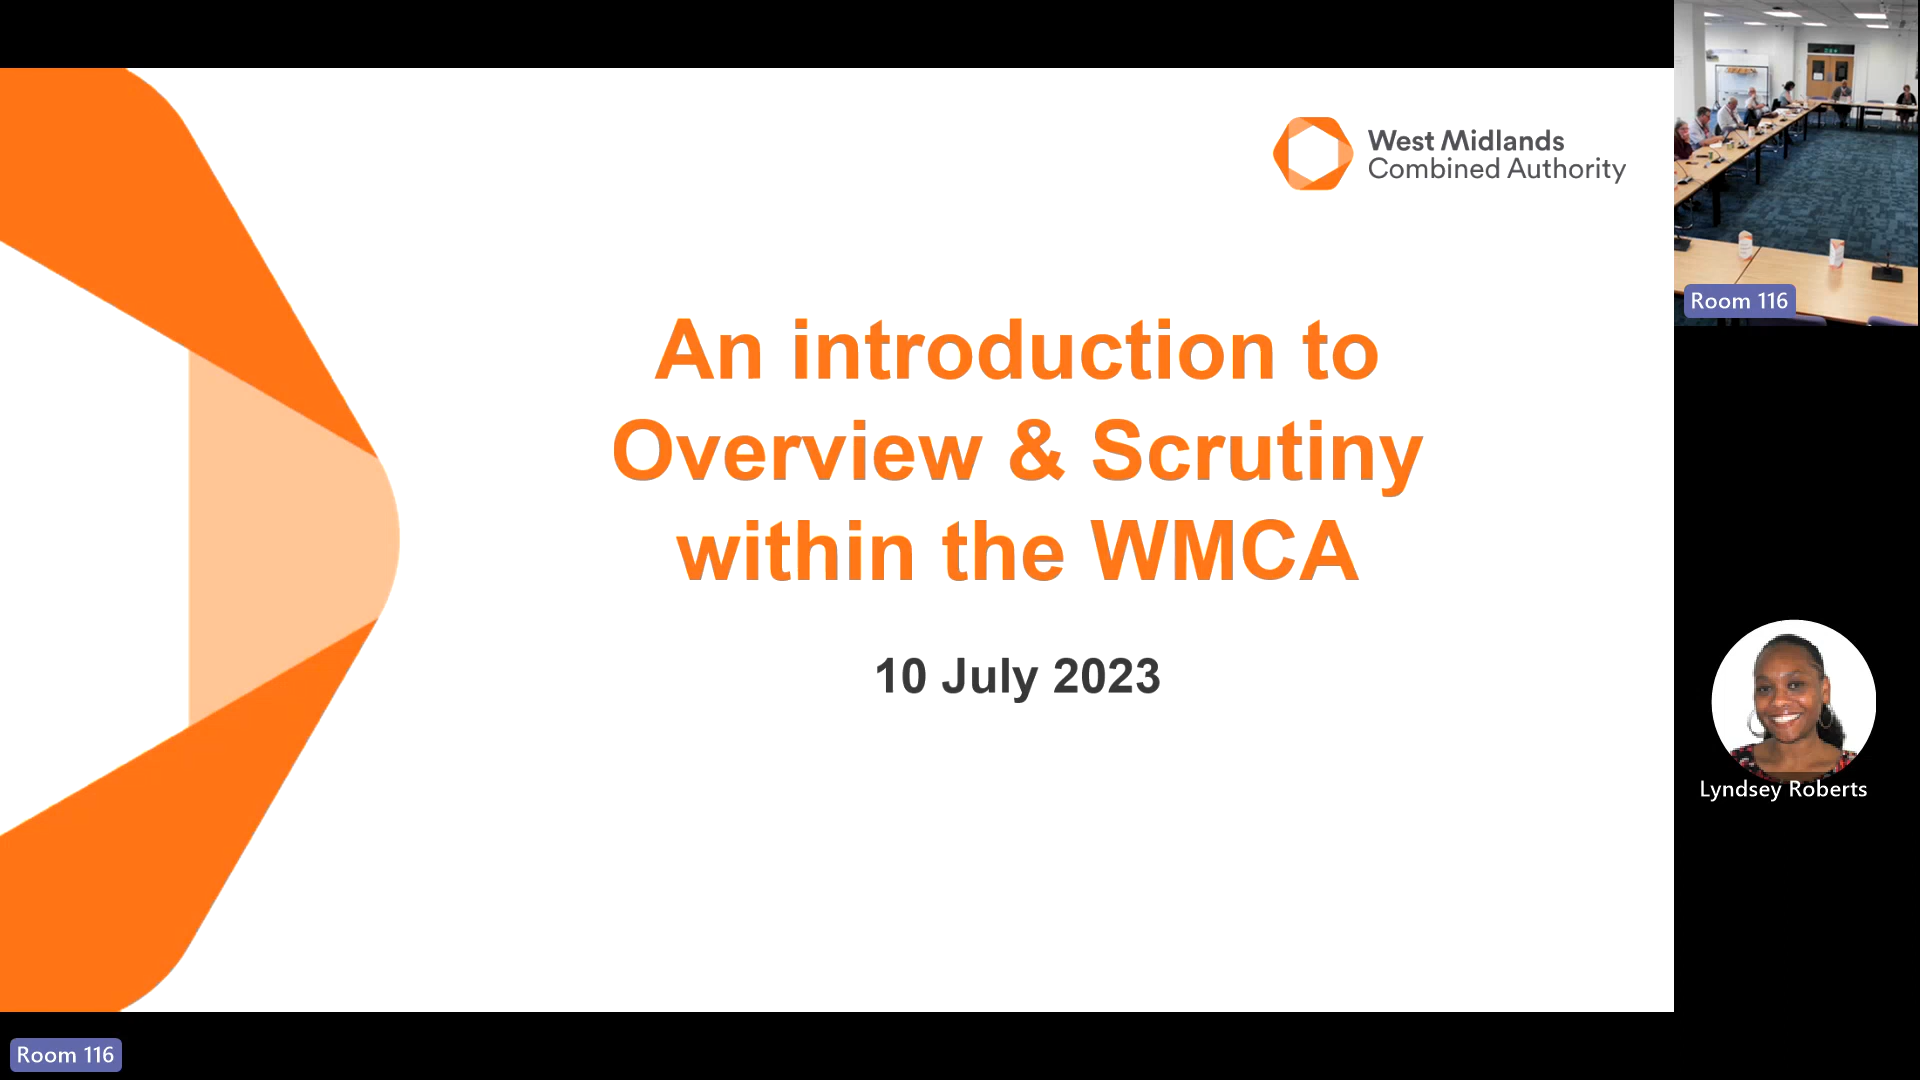 West Midlands
Combined Authority
An introduction to
Overview & Scrutiny
within the WMCA
10 July 2023
Room 116
Lyndsey Roberts
Room 116